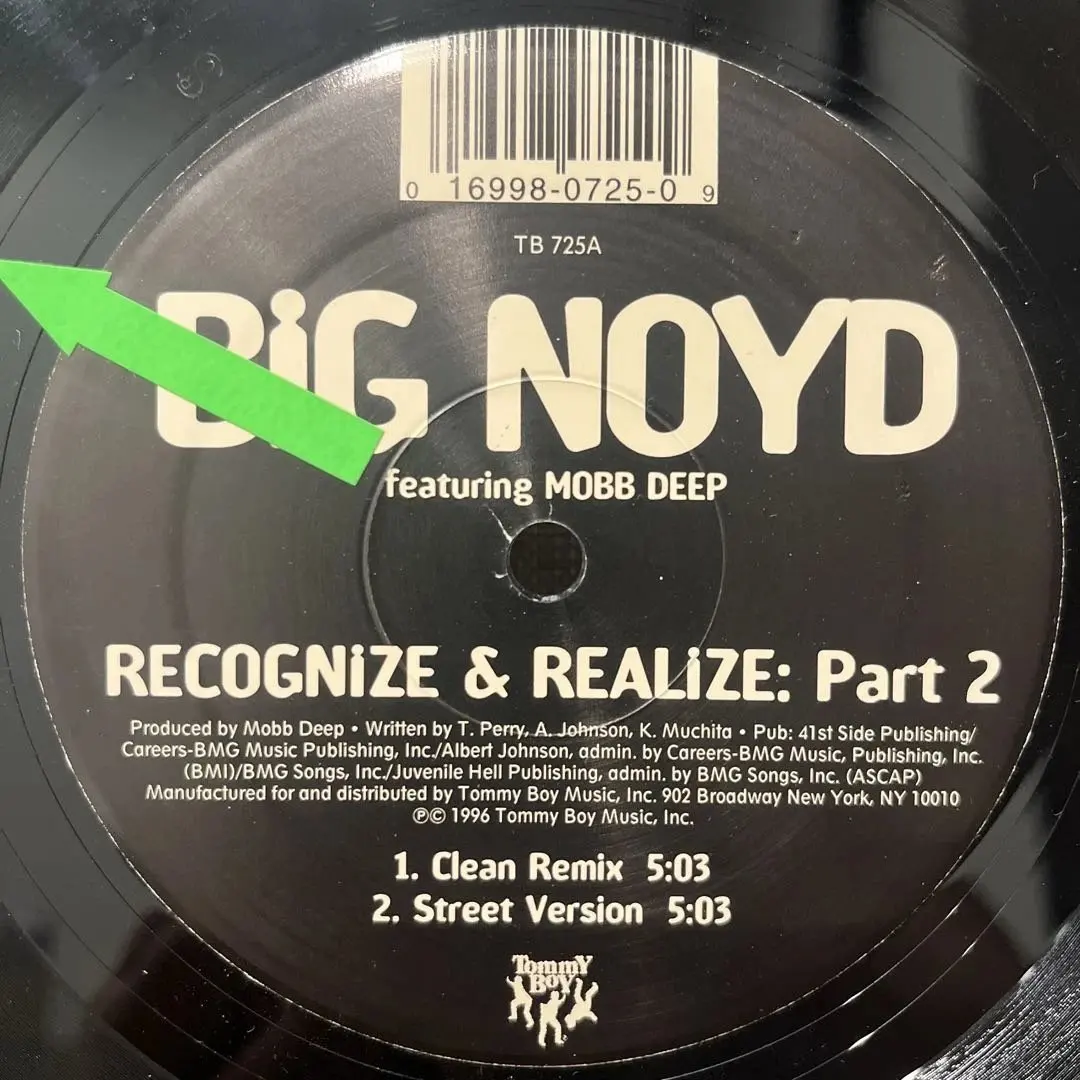 0 16998-0725-0 9
TB 725A
BiG NOYD
featuring MOBB DEEP
RECOGNiZE & REALiZE: Part 2
Produced by Mobb Deep • Written by T. Perry, A. Johnson, K. Muchita • Pub: 41st Side Publishing/
Careers-BMG Music Publishing, Inc./Albert Johnson, admin. by Careers-BMG Music, Publishing, Inc.
(BMI)/BMG Songs, Inc./Juvenile Hell Publishing, admin. by BMG Songs, Inc. (ASCAP)
Manufactured for and distributed by Tommy Boy Music, Inc. 902 Broadway New York, NY 10010
℗© 1996 Tommy Boy Music, Inc.
1. Clean Remix 5:03
2. Street Version 5:03
TommY
BOY